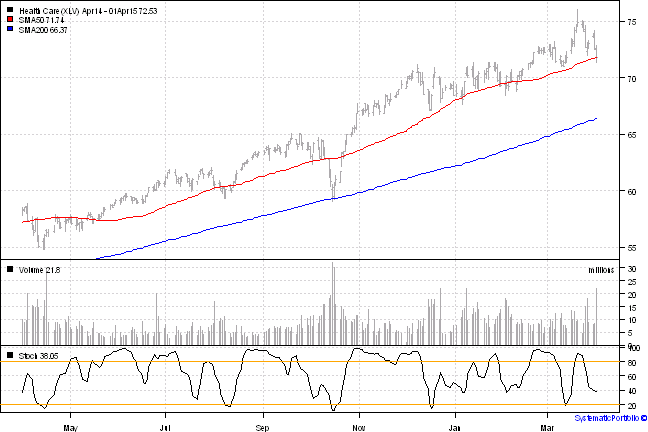 Health Care (XLV) Apr14 - 01Apr15 72.53
SMA50 71.74
SMA200 66.37
75
70
65
60
55
Volume 21.8
millions
30
25
20
15
10
5
0
Stoch 38.05
100
80
60
40
20
May Jul Sep Nov Jan Mar
SystematicPortfolio ©